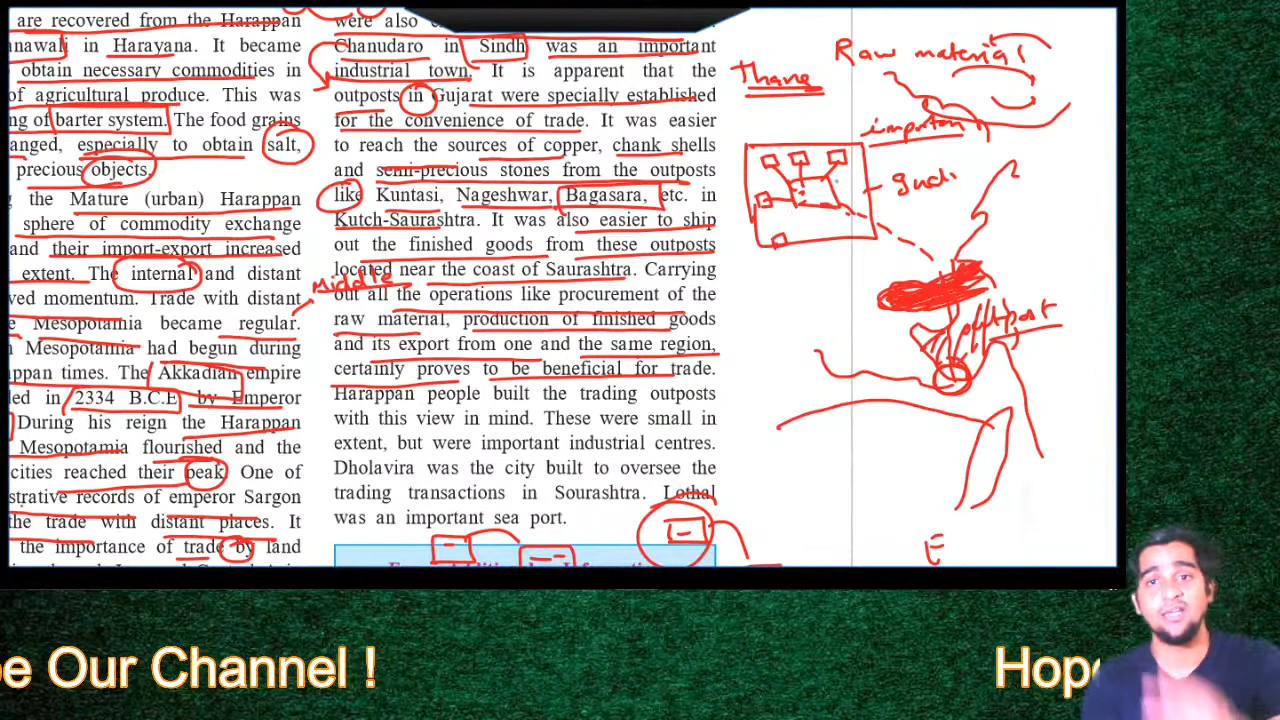 are recovered from the Harappan
in Harayana. It became
obtain necessary commodities in
of agricultural produce. This was
of barter system. The food grains
especially to obtain salt,
precious objects.
the Mature (urban) Harappan
sphere of commodity exchange
and their import-export increased
extent. The internal and distant
momentum. Trade with distant
Mesopotamia became regular.
Mesopotamia had begun during
times. The Akkadian empire
in 2334 B.C.E by Emperor
During his reign the Harappan
Mesopotamia flourished and the
cities reached their peak. One of
records of emperor Sargon
the trade with distant places. It
the importance of trade by land
were also
Chanudaro in Sindh was an important
industrial town. It is apparent that the
outposts in Gujarat were specially established
for the convenience of trade. It was easier
to reach the sources of copper, chank shells
and semi-precious stones from the outposts
like Kuntasi, Nageshwar, Bagasara, etc. in
Kutch-Saurashtra. It was also easier to ship
out the finished goods from these outposts
located near the coast of Saurashtra. Carrying
out all the operations like procurement of the
raw material, production of finished goods
and its export from one and the same region,
certainly proves to be beneficial for trade.
Harappan people built the trading outposts
with this view in mind. These were small in
extent, but were important industrial centres.
Dholavira was the city built to oversee the
trading transactions in Sourashtra. Lothal
was an important sea port.
Middle
Raw material
Thane
E
Our Channel !